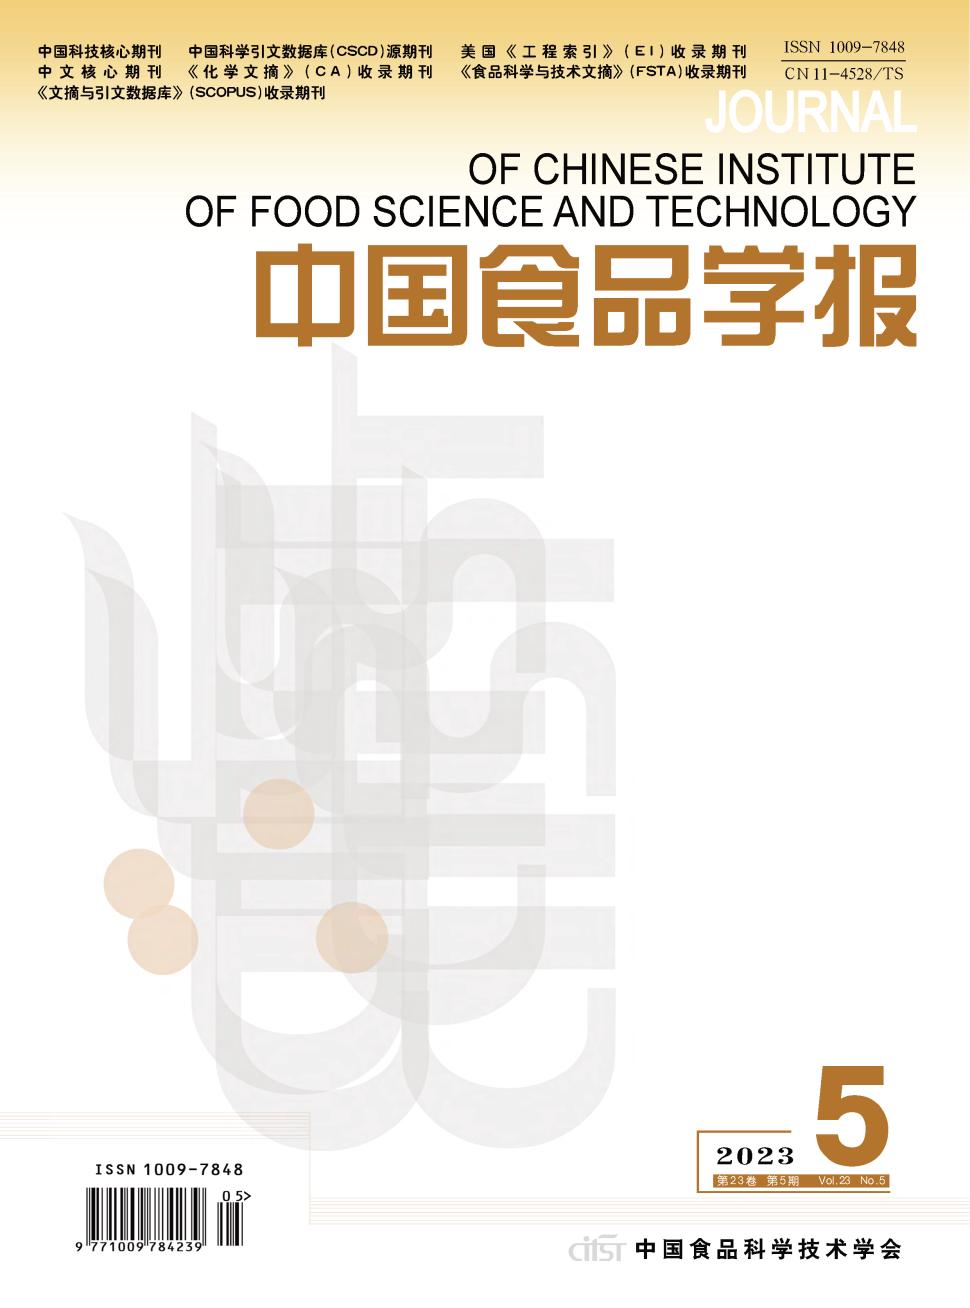 中国科技核心期刊 中国科学引文数据库(CSCD)源期刊 美国《工程索引》(EI)收录期刊
中文核心期刊 《化学文摘》(CA)收录期刊 《食品科学与技术文摘》(FSTA)收录期刊
《文摘与引文数据库》(SCOPUS)收录期刊
ISSN 1009-7848
CN 11-4528/TS
JOURNAL
OF CHINESE INSTITUTE
OF FOOD SCIENCE AND TECHNOLOGY
中国食品学报
5
2023
第23卷 第5期 Vol.23 No.5
ISSN 1009-7848
05>
9 771009 784239
CIFST 中国食品科学技术学会